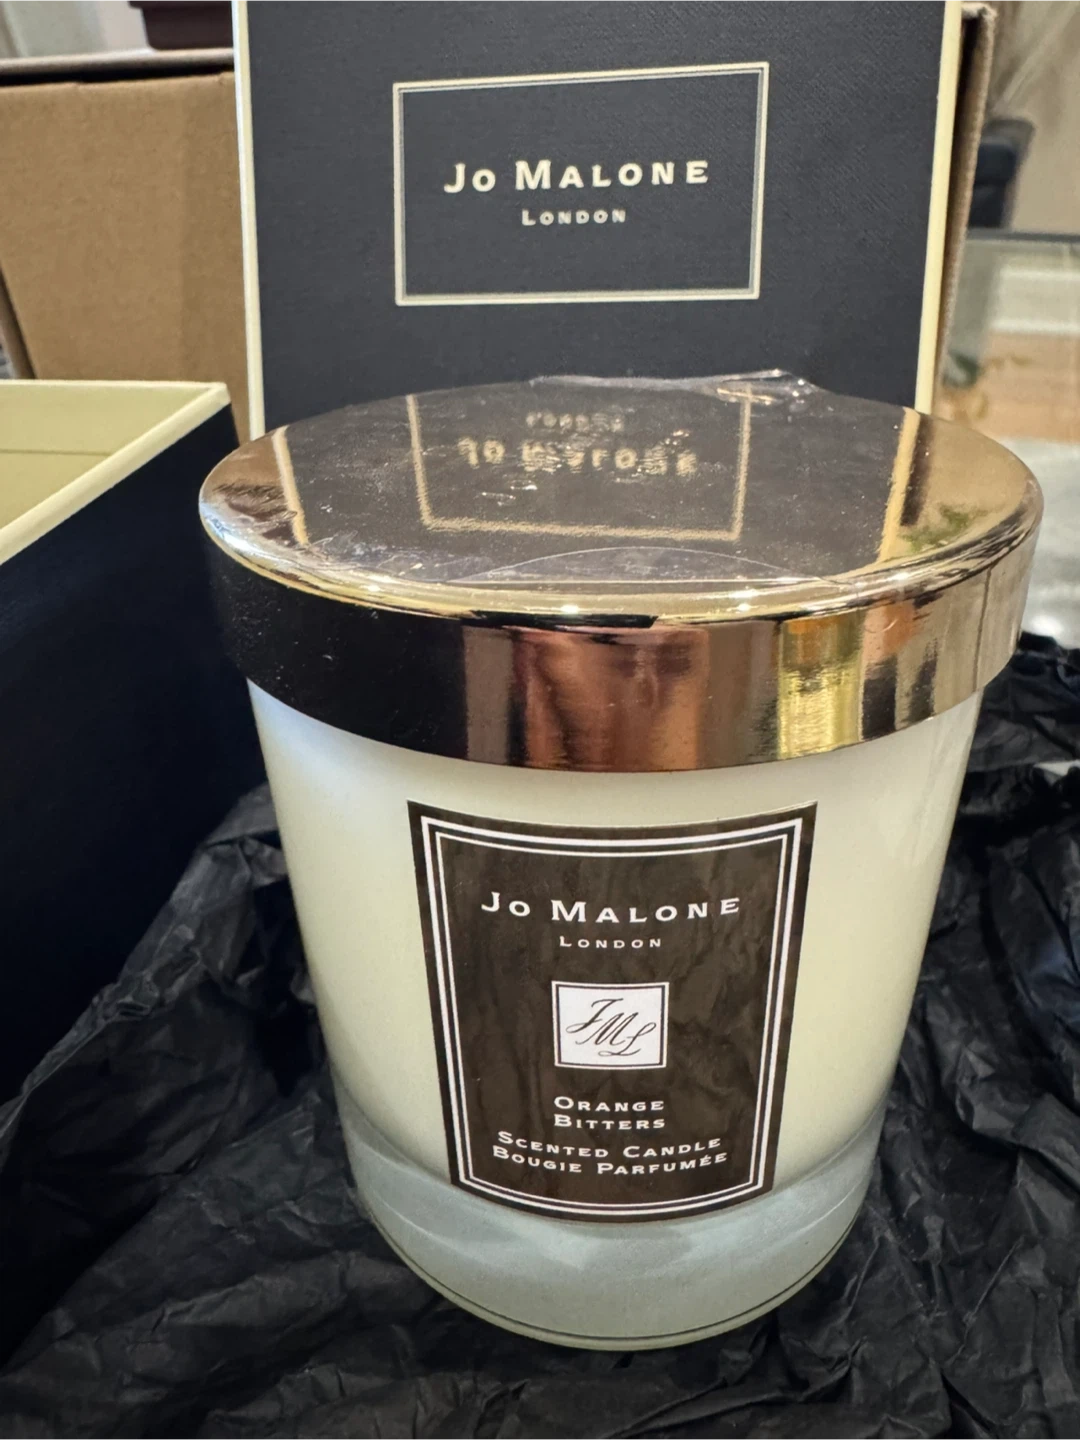 Jo Malone
London
Jo Malone
London
JML
Orange
Bitters
Scented Candle
Bougie Parfumée